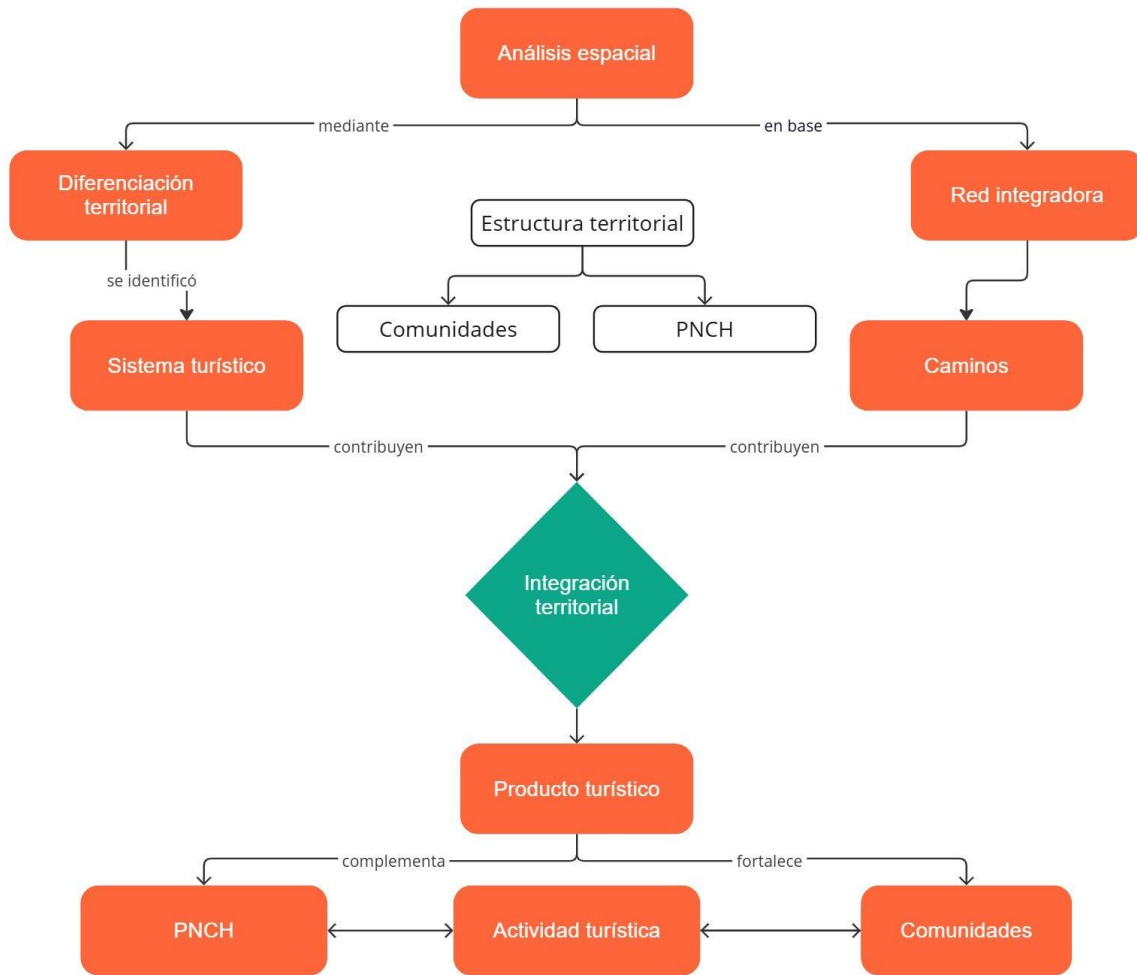 Análisis espacial
mediante
en base
Diferenciación
territorial
Red integradora
Estructura territorial
se identificó
Comunidades
PNCH
Sistema turístico
Caminos
contribuyen
contribuyen
Integración
territorial
Producto turístico
complementa
fortalece
PNCH
Actividad turística
Comunidades